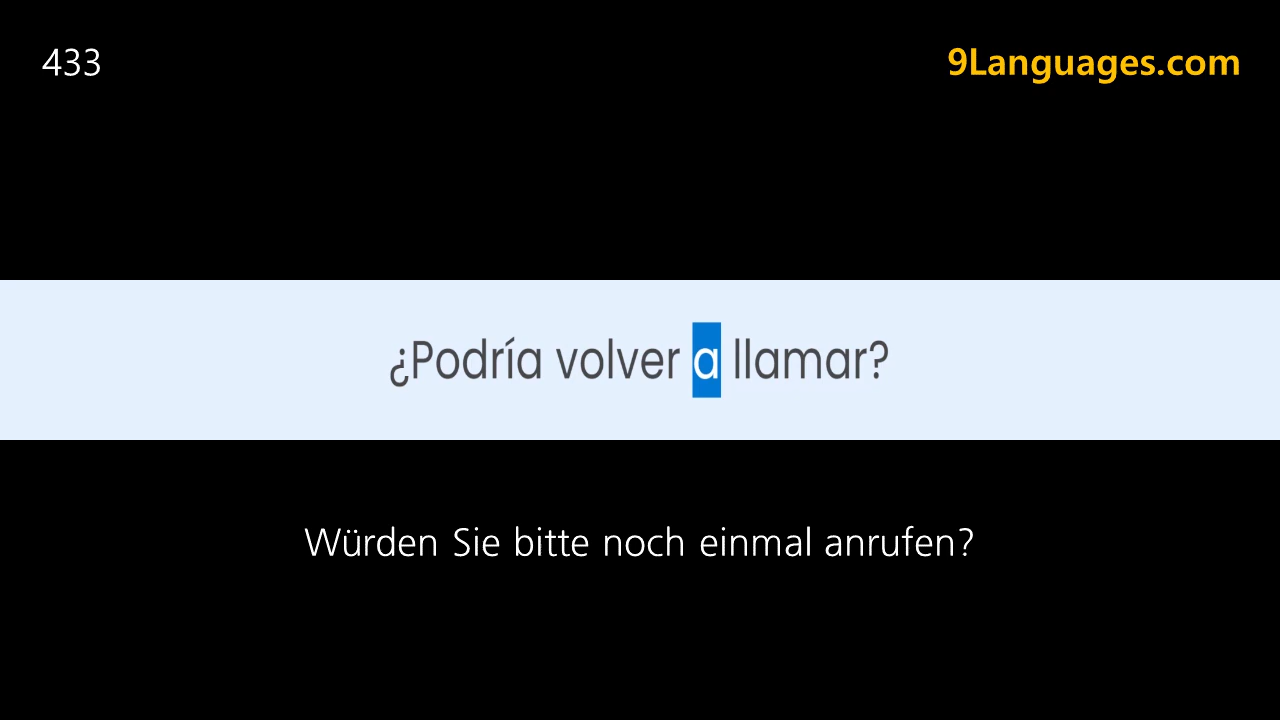 433
9Languages.com
¿Podría volver a llamar?
Würden Sie bitte noch einmal anrufen?